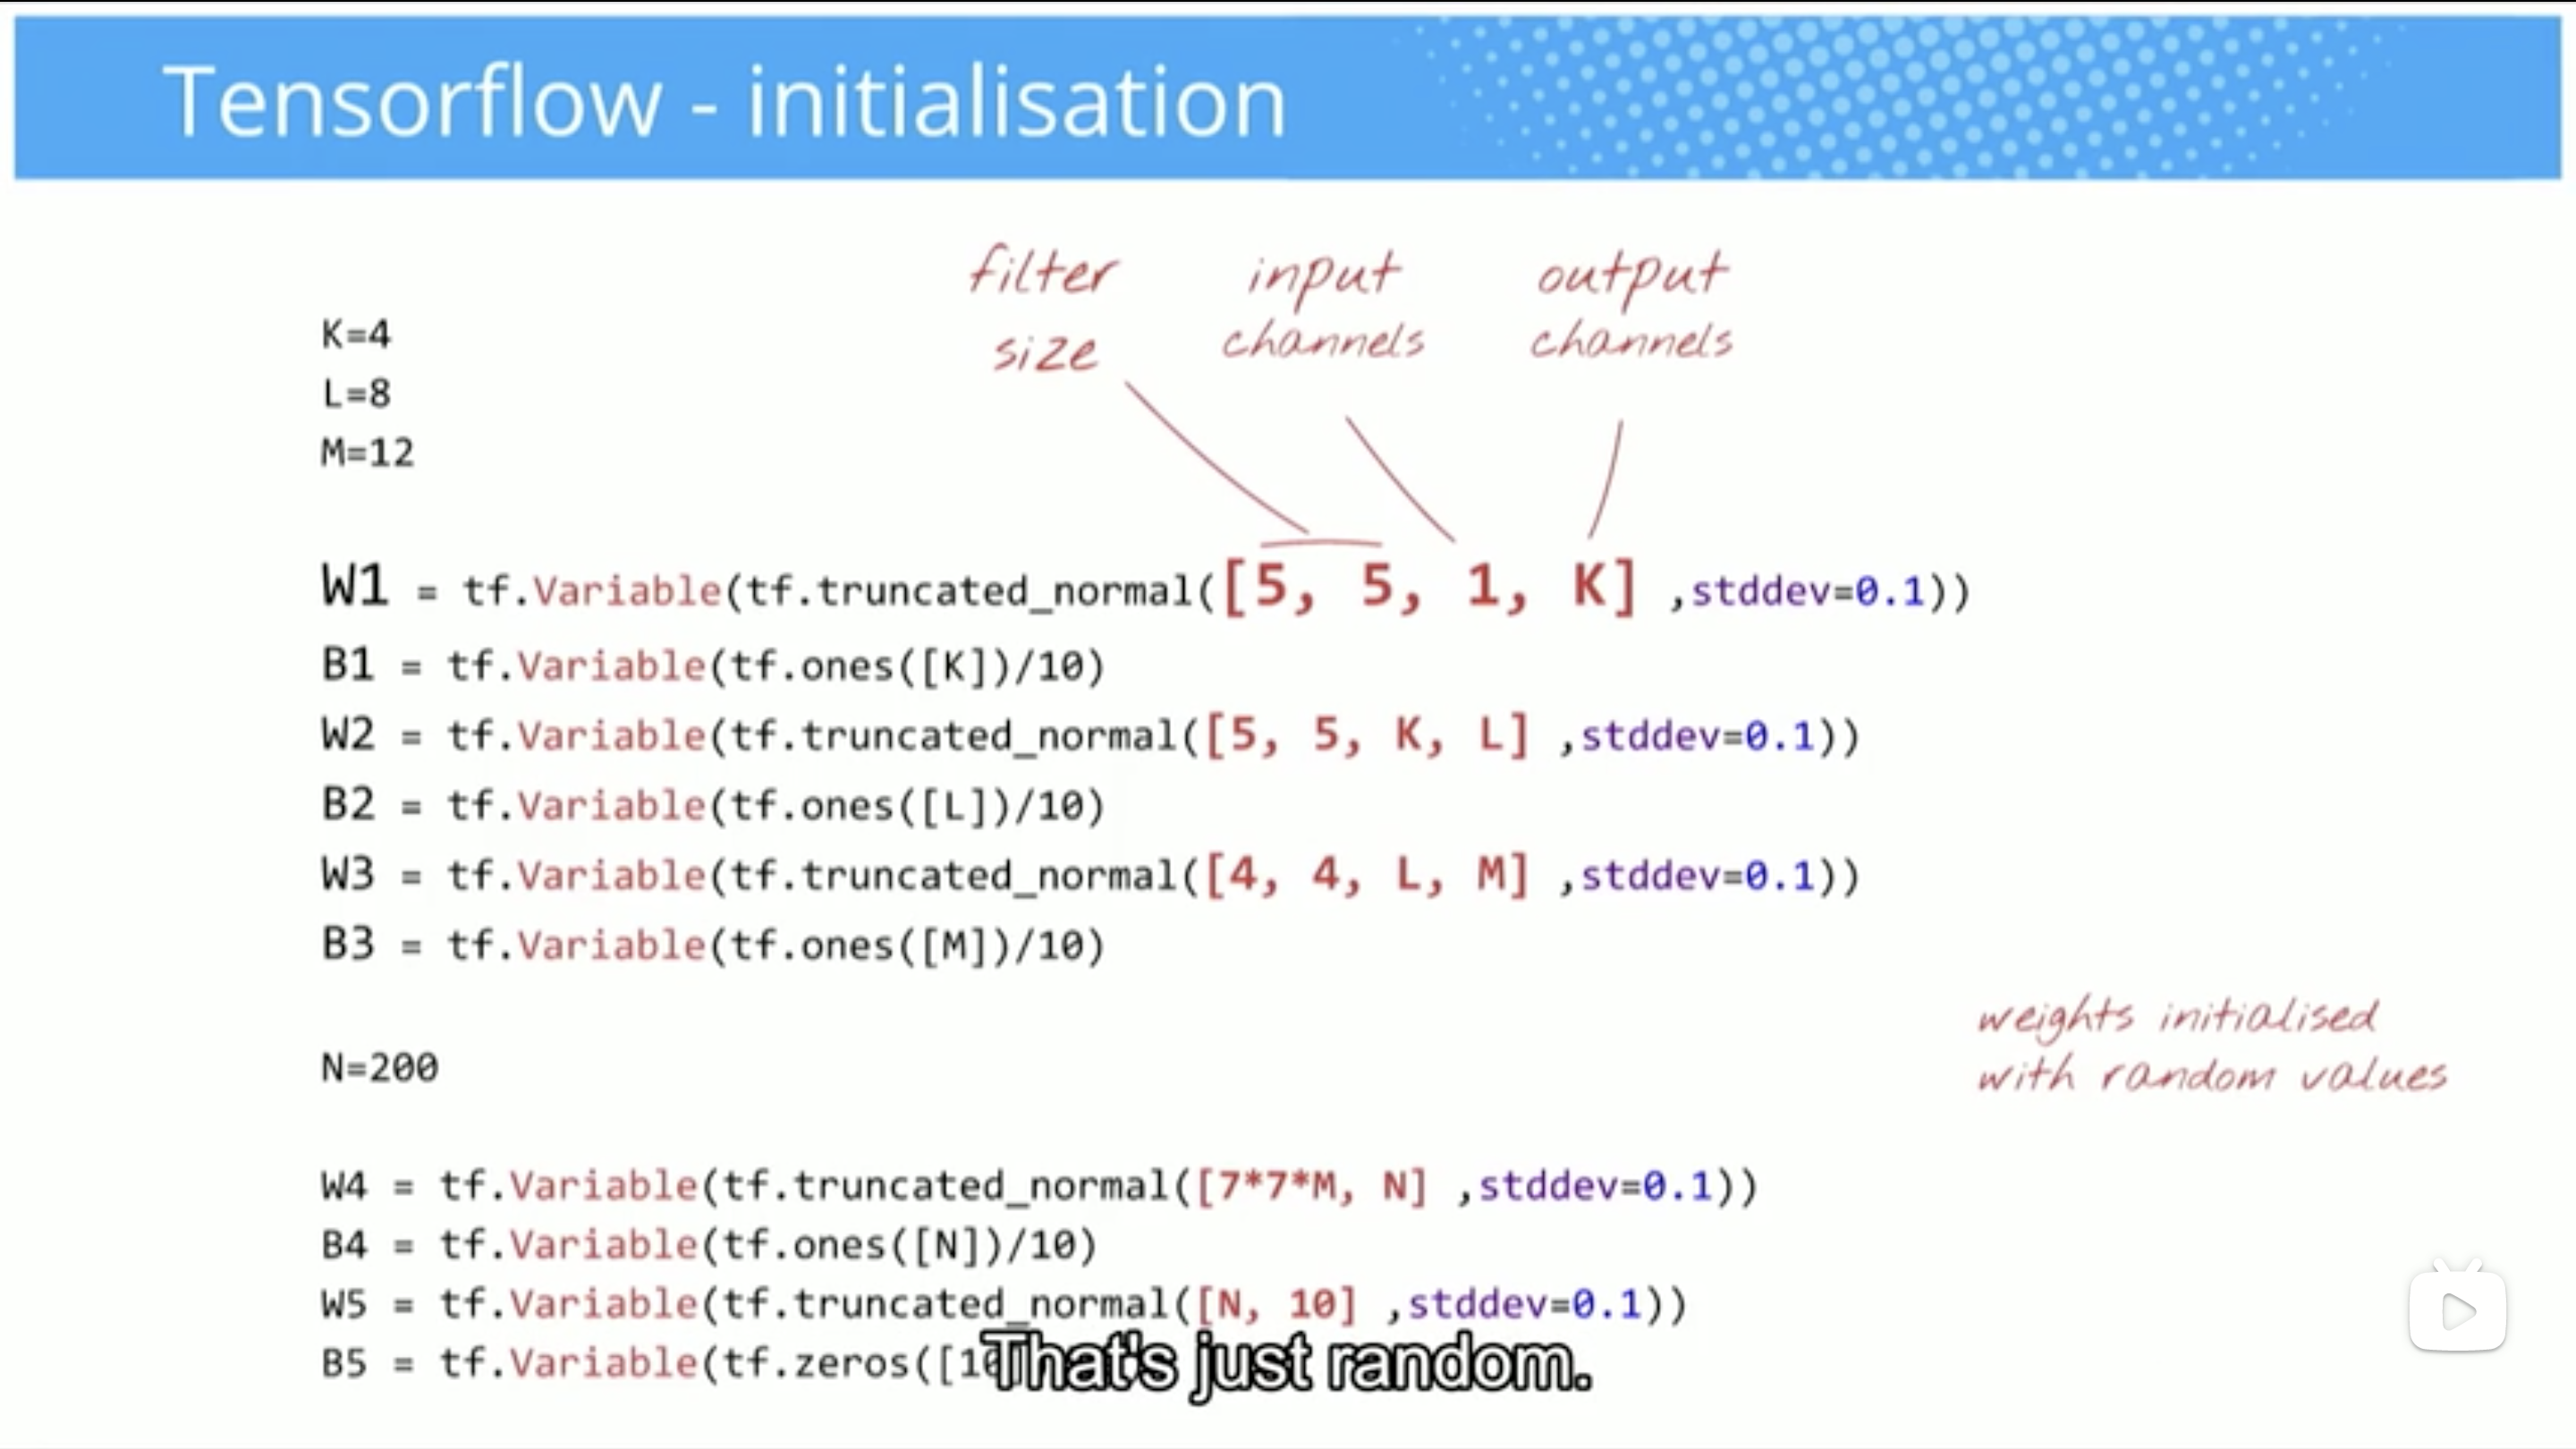 Tensorflow - initialisation
filter size
input channels
output channels
K=4
L=8
M=12
W1 = tf.Variable(tf.truncated_normal([5, 5, 1, K] ,stddev=0.1))
B1 = tf.Variable(tf.ones([K])/10)
W2 = tf.Variable(tf.truncated_normal([5, 5, K, L] ,stddev=0.1))
B2 = tf.Variable(tf.ones([L])/10)
W3 = tf.Variable(tf.truncated_normal([4, 4, L, M] ,stddev=0.1))
B3 = tf.Variable(tf.ones([M])/10)
weights initialised
with random values
N=200
W4 = tf.Variable(tf.truncated_normal([7*7*M, N] ,stddev=0.1))
B4 = tf.Variable(tf.ones([N])/10)
W5 = tf.Variable(tf.truncated_normal([N, 10] ,stddev=0.1))
B5 = tf.Variable(tf.zeros([10
That's just random.